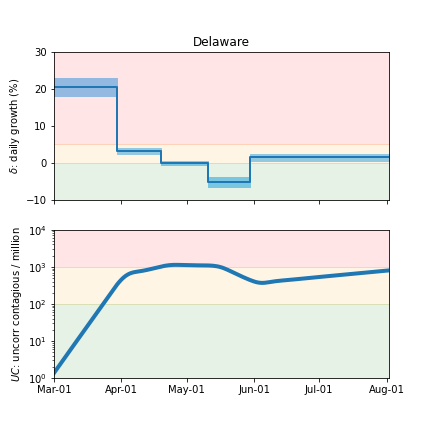 Delaware
δ: daily growth (%)
30
20
10
0
−10
UC: uncorr contagious / million
10⁴
10³
10²
10¹
10⁰
Mar-01 Apr-01 May-01 Jun-01 Jul-01 Aug-01